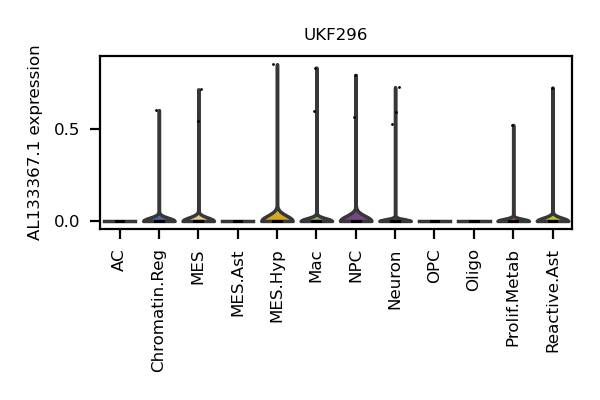 UKF296
AL133367.1 expression
0.5
0.0
AC
Chromatin.Reg
MES
MES.Ast
MES.Hyp
Mac
NPC
Neuron
OPC
Oligo
Prolif.Metab
Reactive.Ast